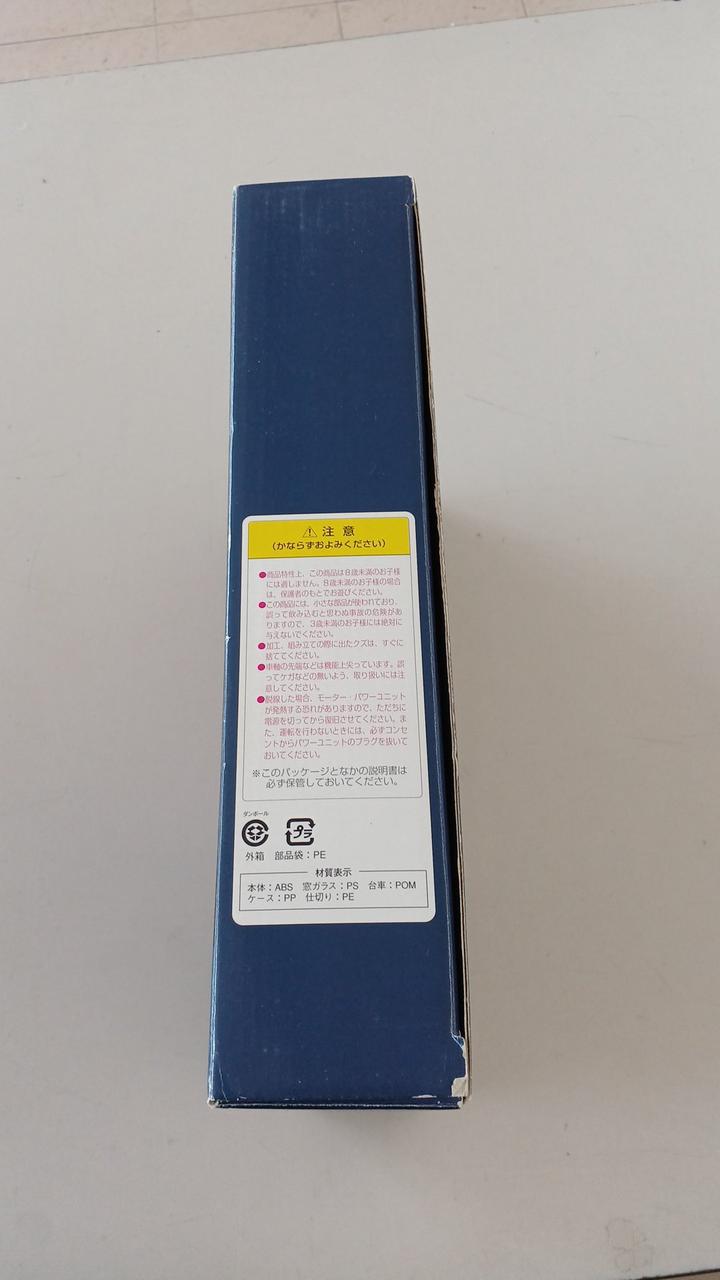 ⚠ 注 意
(かならずおよみください)
●商品特性上、この商品は8歳未満のお子様
には適しません。8歳未満のお子様の場合
は、保護者のもとでお遊びください。
●この商品には、小さな部品が使われており、
誤って飲み込むと思わぬ事故の危険があ
りますので、3歳未満のお子様には絶対に
与えないでください。
●加工、組み立ての際に出たクズは、すぐに
捨ててください。
●車軸の先端などは機能上尖っています。誤
ってケガなどの無いよう、取り扱いには注
意してください。
●脱線した場合、モーター・パワーユニット
が発熱する恐れがありますので、ただちに
電源を切ってから復旧させてください。ま
た、運転を行わないときには、必ずコンセ
ントからパワーユニットのプラグを抜いて
おいてください。
※このパッケージとなかの説明書は
必ず保管しておいてください。
ダンボール
プラ
外箱 部品袋：PE
材質表示
本体：ABS 窓ガラス：PS 台車：POM
ケース：PP 仕切り：PE